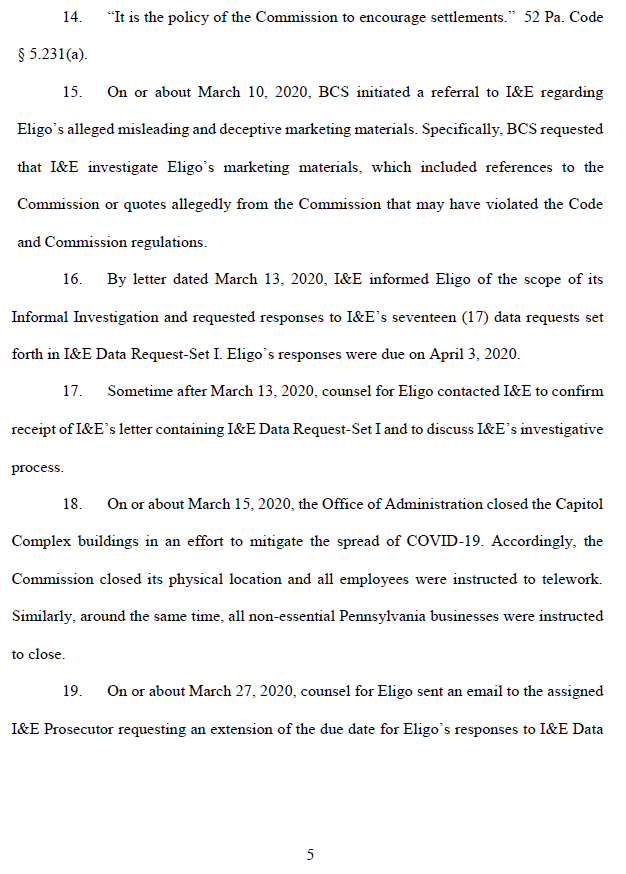 14. “It is the policy of the Commission to encourage settlements.” 52 Pa. Code
§ 5.231(a).
15. On or about March 10, 2020, BCS initiated a referral to I&E regarding
Eligo’s alleged misleading and deceptive marketing materials. Specifically, BCS requested
that I&E investigate Eligo’s marketing materials, which included references to the
Commission or quotes allegedly from the Commission that may have violated the Code
and Commission regulations.
16. By letter dated March 13, 2020, I&E informed Eligo of the scope of its
Informal Investigation and requested responses to I&E’s seventeen (17) data requests set
forth in I&E Data Request-Set I. Eligo’s responses were due on April 3, 2020.
17. Sometime after March 13, 2020, counsel for Eligo contacted I&E to confirm
receipt of I&E’s letter containing I&E Data Request-Set I and to discuss I&E’s investigative
process.
18. On or about March 15, 2020, the Office of Administration closed the Capitol
Complex buildings in an effort to mitigate the spread of COVID-19. Accordingly, the
Commission closed its physical location and all employees were instructed to telework.
Similarly, around the same time, all non-essential Pennsylvania businesses were instructed
to close.
19. On or about March 27, 2020, counsel for Eligo sent an email to the assigned
I&E Prosecutor requesting an extension of the due date for Eligo’s responses to I&E Data
5